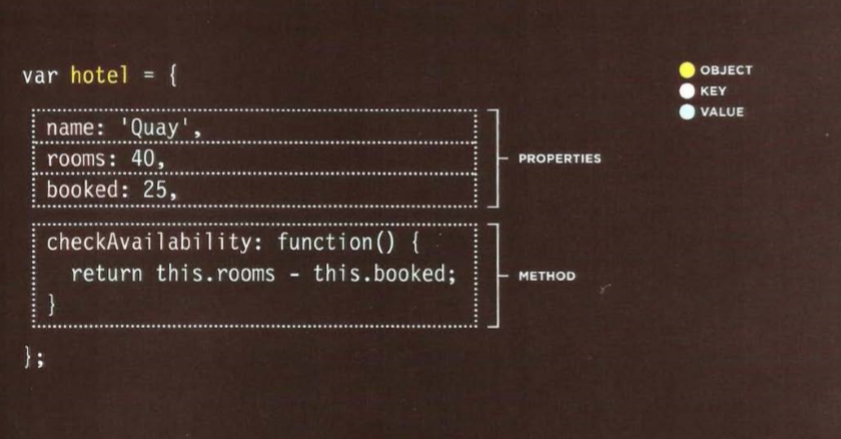 var hotel = {
name: 'Quay',
rooms: 40,
booked: 25,
checkAvailability: function() {
return this.rooms - this.booked;
}
};
OBJECT
KEY
VALUE
PROPERTIES
METHOD